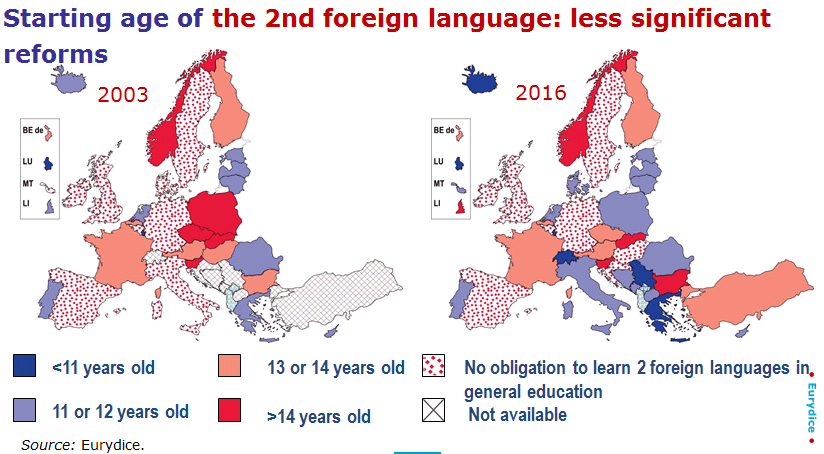 Starting age of the 2nd foreign language: less significant
reforms
2003
2016
BE de
LU
MT
LI
BE de
LU
MT
LI
<11 years old
13 or 14 years old
No obligation to learn 2 foreign languages in
general education
11 or 12 years old
>14 years old
Not available
Source: Eurydice.
Eurydice